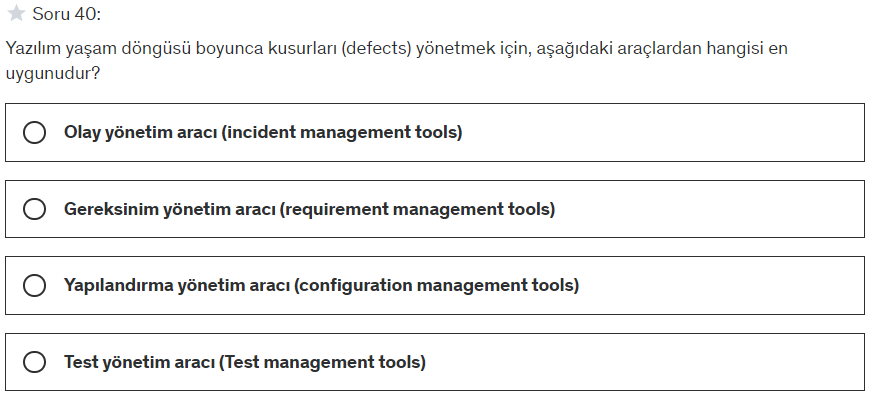 Soru 40:
Yazılım yaşam döngüsü boyunca kusurları (defects) yönetmek için, aşağıdaki araçlardan hangisi en
uygunudur?
Olay yönetim aracı (incident management tools)
Gereksinim yönetim aracı (requirement management tools)
Yapılandırma yönetim aracı (configuration management tools)
Test yönetim aracı (Test management tools)